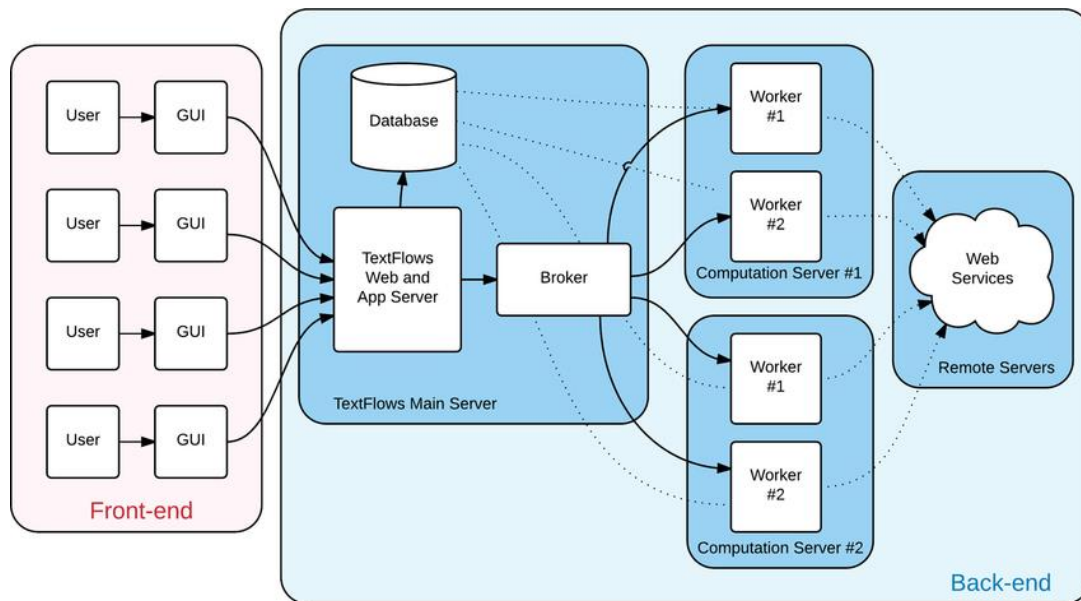 User
GUI
User
GUI
User
GUI
User
GUI
Front-end
Database
TextFlows
Web and
App Server
Broker
TextFlows Main Server
Worker
#1
Worker
#2
Computation Server #1
Worker
#1
Worker
#2
Computation Server #2
Web
Services
Remote Servers
Back-end